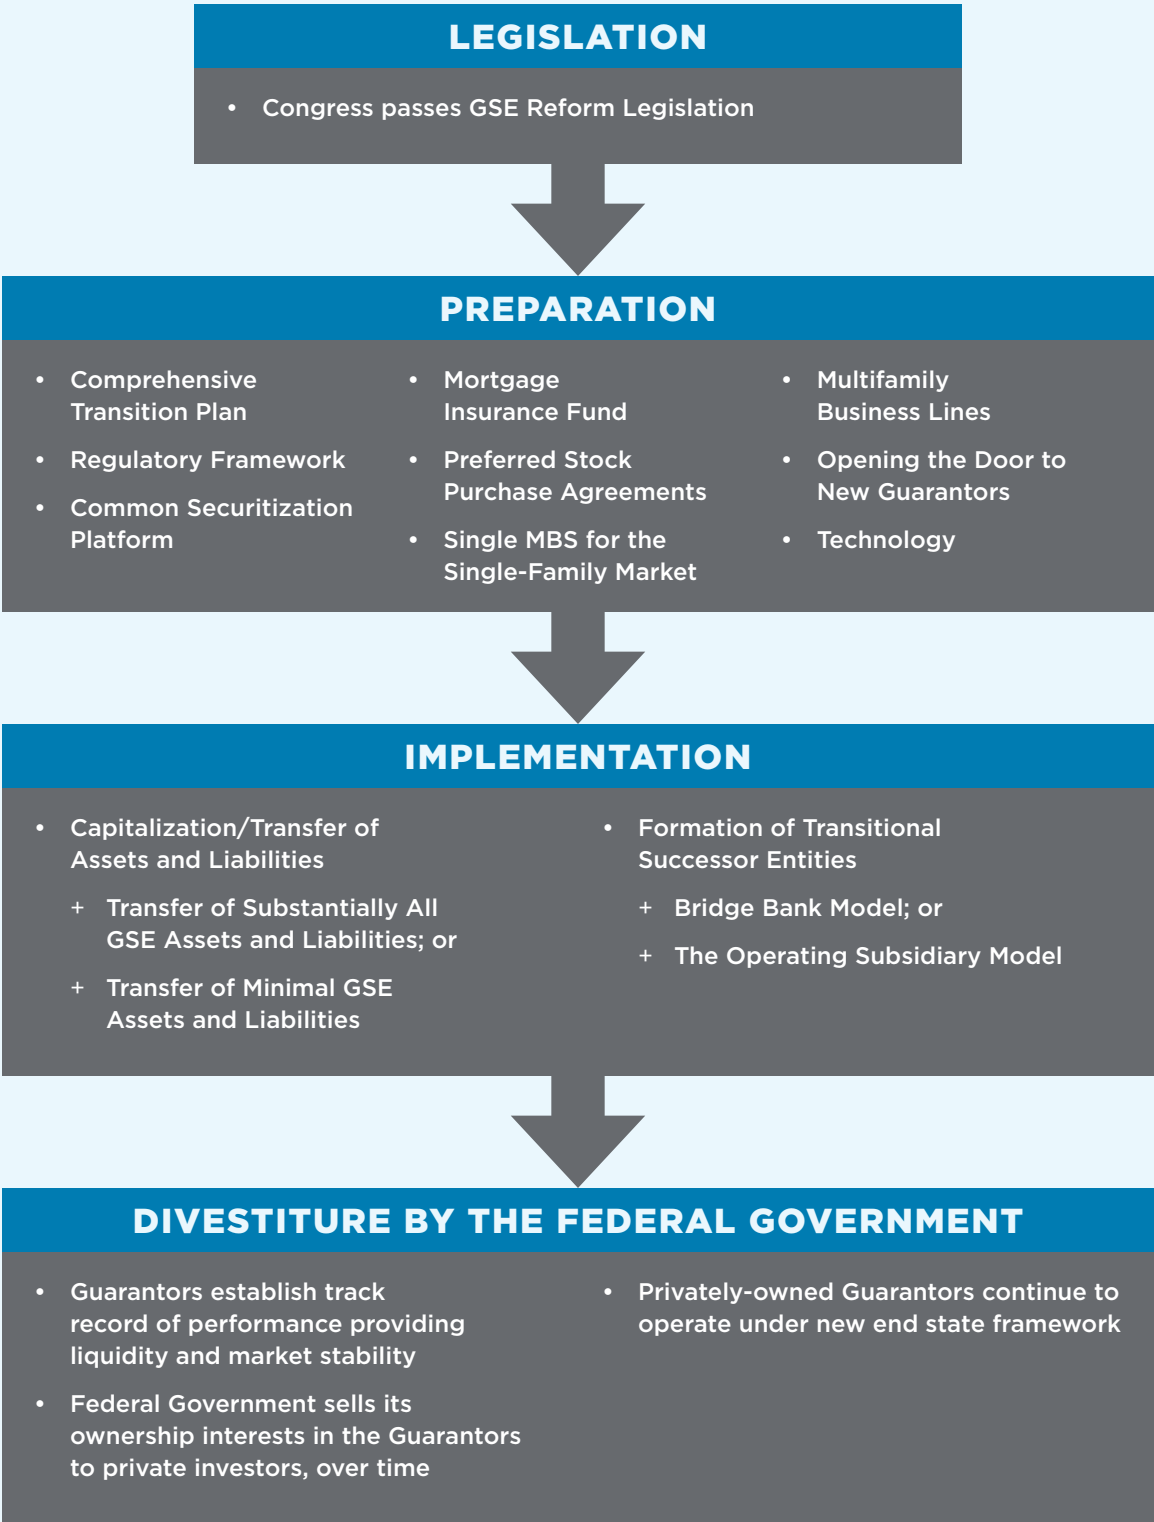 LEGISLATION
• Congress passes GSE Reform Legislation
PREPARATION
• Comprehensive
Transition Plan
• Regulatory Framework
• Common Securitization
Platform
• Mortgage
Insurance Fund
• Preferred Stock
Purchase Agreements
• Single MBS for the
Single-Family Market
• Multifamily
Business Lines
• Opening the Door to
New Guarantors
• Technology
IMPLEMENTATION
• Capitalization/Transfer of
Assets and Liabilities
+ Transfer of Substantially All
GSE Assets and Liabilities; or
+ Transfer of Minimal GSE
Assets and Liabilities
• Formation of Transitional
Successor Entities
+ Bridge Bank Model; or
+ The Operating Subsidiary Model
DIVESTITURE BY THE FEDERAL GOVERNMENT
• Guarantors establish track
record of performance providing
liquidity and market stability
• Federal Government sells its
ownership interests in the Guarantors
to private investors, over time
• Privately-owned Guarantors continue to
operate under new end state framework